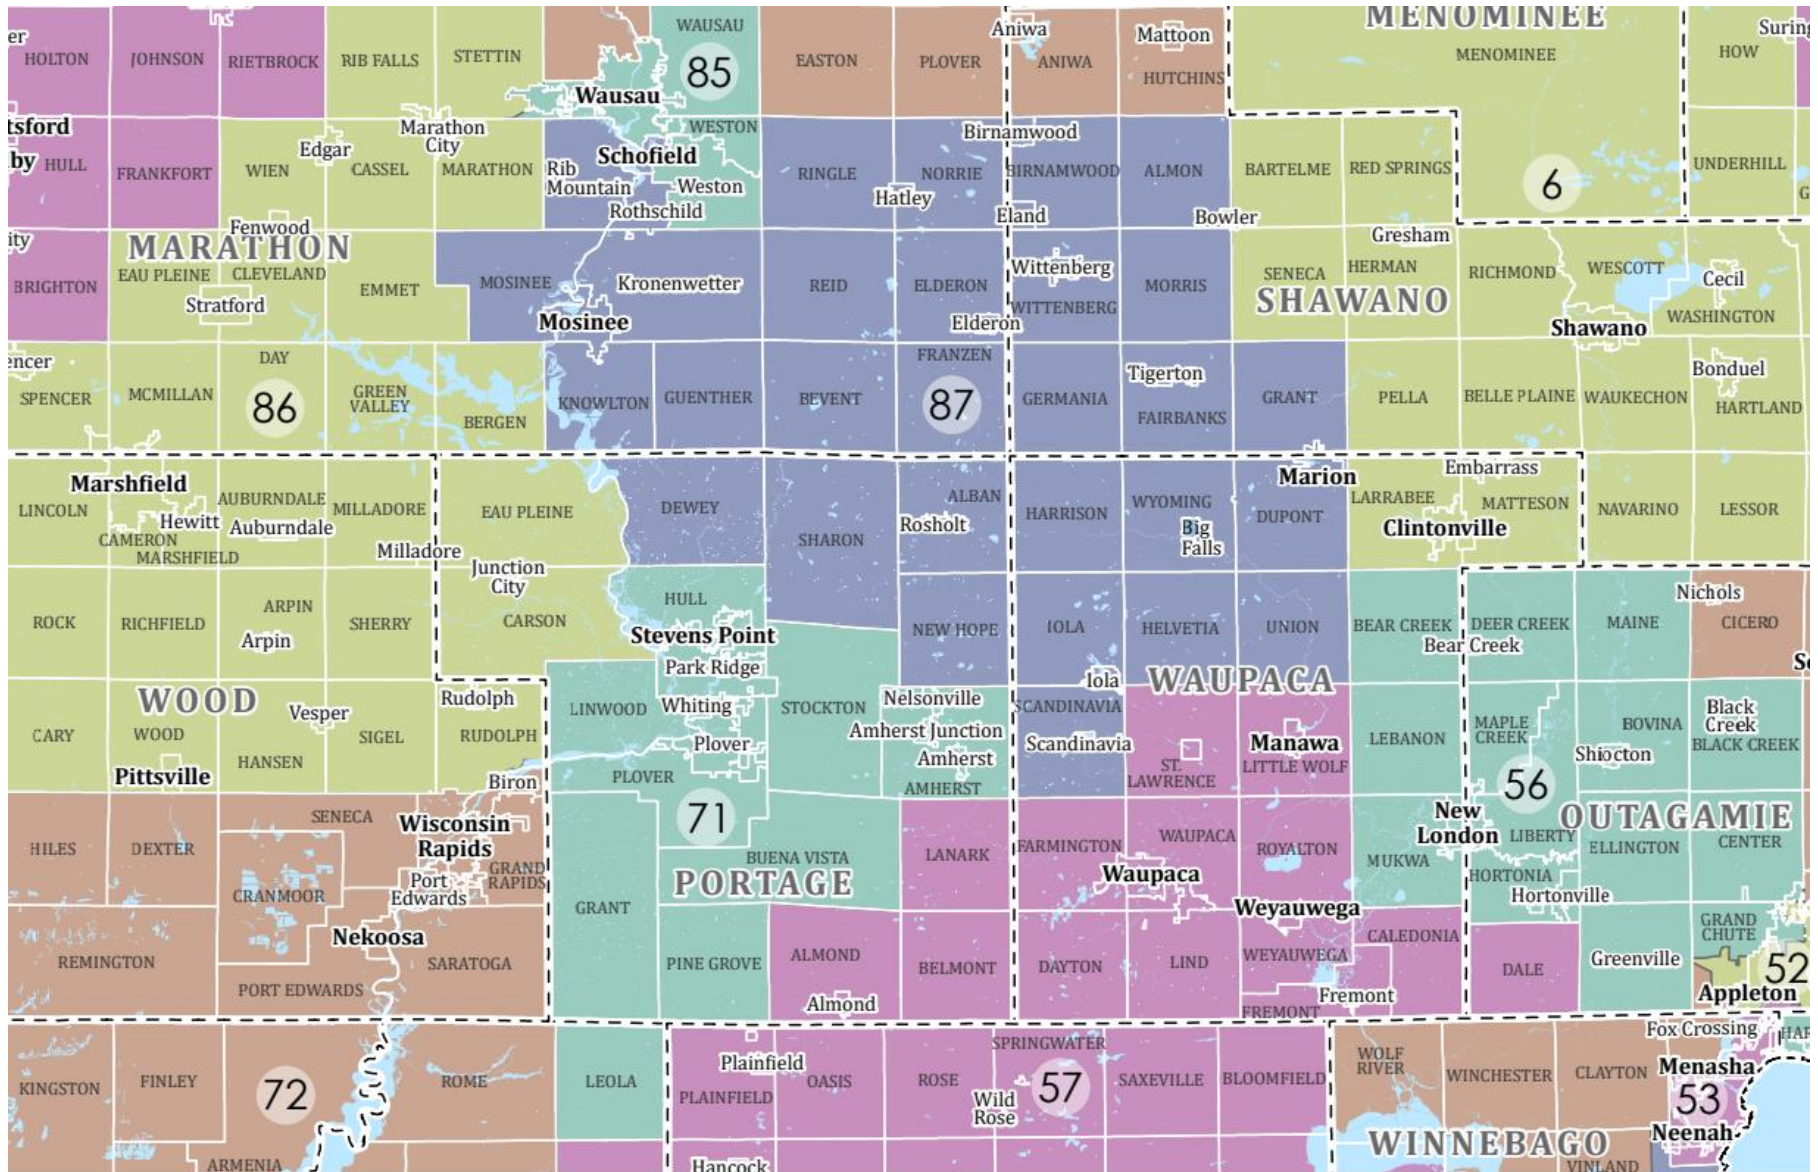 MENOMINEE
er
HOLTON
JOHNSON
RIETBROCK
RIB FALLS
STETTIN
WAUSAU
85
EASTON
PLOVER
Aniwa
ANIWA
Mattoon
HUTCHINS
MENOMINEE
HOW
Suring
Wausau
tsford
by
HULL
FRANKFORT
WIEN
Edgar
CASSEL
Marathon
City
MARATHON
Rib
Mountain
Schofield
WESTON
Weston
Rothschild
RINGLE
NORRIE
Hatley
Birnamwood
BIRNAMWOOD
ALMON
Eland
Bowler
BARTELME
RED SPRINGS
6
UNDERHILL
G
ity
Fenwood
MARATHON
BRIGHTON
EAU PLEINE
CLEVELAND
Stratford
EMMET
MOSINEE
Kronenwetter
Mosinee
REID
ELDERON
Elderon
Wittenberg
WITTENBERG
MORRIS
Gresham
SENECA
HERMAN
SHAWANO
RICHMOND
WESCOTT
Cecil
Shawano
WASHINGTON
encer
SPENCER
MCMILLAN
DAY
86
GREEN
VALLEY
BERGEN
KNOWLTON
GUENTHER
BEVENT
FRANZEN
87
GERMANIA
Tigerton
FAIRBANKS
GRANT
PELLA
BELLE PLAINE
WAUKECHON
Bonduel
HARTLAND
Marshfield
LINCOLN
Hewitt
CAMERON
MARSHFIELD
AUBURNDALE
Auburndale
MILLADORE
Milladore
EAU PLEINE
Junction
City
DEWEY
SHARON
ALBAN
Rosholt
HARRISON
WYOMING
Big
Falls
Marion
DUPONT
Embarrass
LARRABEE
MATTESON
Clintonville
NAVARINO
LESSOR
ROCK
RICHFIELD
ARPIN
Arpin
SHERRY
CARSON
HULL
Stevens Point
Park Ridge
NEW HOPE
IOLA
Iola
HELVETIA
UNION
BEAR CREEK
Bear Creek
DEER CREEK
MAINE
Nichols
CICERO
Se
WOOD
WAUPACA
CARY
WOOD
Pittsville
HANSEN
Vesper
SIGEL
Rudolph
RUDOLPH
Biron
LINWOOD
Whiting
Plover
PLOVER
STOCKTON
Nelsonville
Amherst Junction
Amherst
AMHERST
SCANDINAVIA
Scandinavia
ST.
LAWRENCE
Manawa
LITTLE WOLF
LEBANON
MAPLE
CREEK
BOVINA
Shiocton
Black
Creek
BLACK CREEK
56
OUTAGAMIE
HILES
DEXTER
SENECA
CRANMOOR
Wisconsin
Rapids
GRAND
RAPIDS
Port
Edwards
71
BUENA VISTA
PORTAGE
GRANT
LANARK
FARMINGTON
WAUPACA
Waupaca
ROYALTON
Weyauwega
MUKWA
New
London
LIBERTY
HORTONIA
Hortonville
ELLINGTON
CENTER
REMINGTON
Nekoosa
PORT EDWARDS
SARATOGA
PINE GROVE
ALMOND
Almond
BELMONT
DAYTON
LIND
WEYAUWEGA
CALEDONIA
FREMONT
Fremont
DALE
Greenville
GRAND
CHUTE
52
Appleton
KINGSTON
FINLEY
72
ROME
ARMENIA
LEOLA
Plainfield
PLAINFIELD
OASIS
ROSE
SPRINGWATER
Wild
Rose
57
SAXEVILLE
BLOOMFIELD
Hancock
WOLF
RIVER
WINCHESTER
CLAYTON
Fox Crossing
HAR
Menasha
53
Neenah
WINNEBAGO
VINLAND